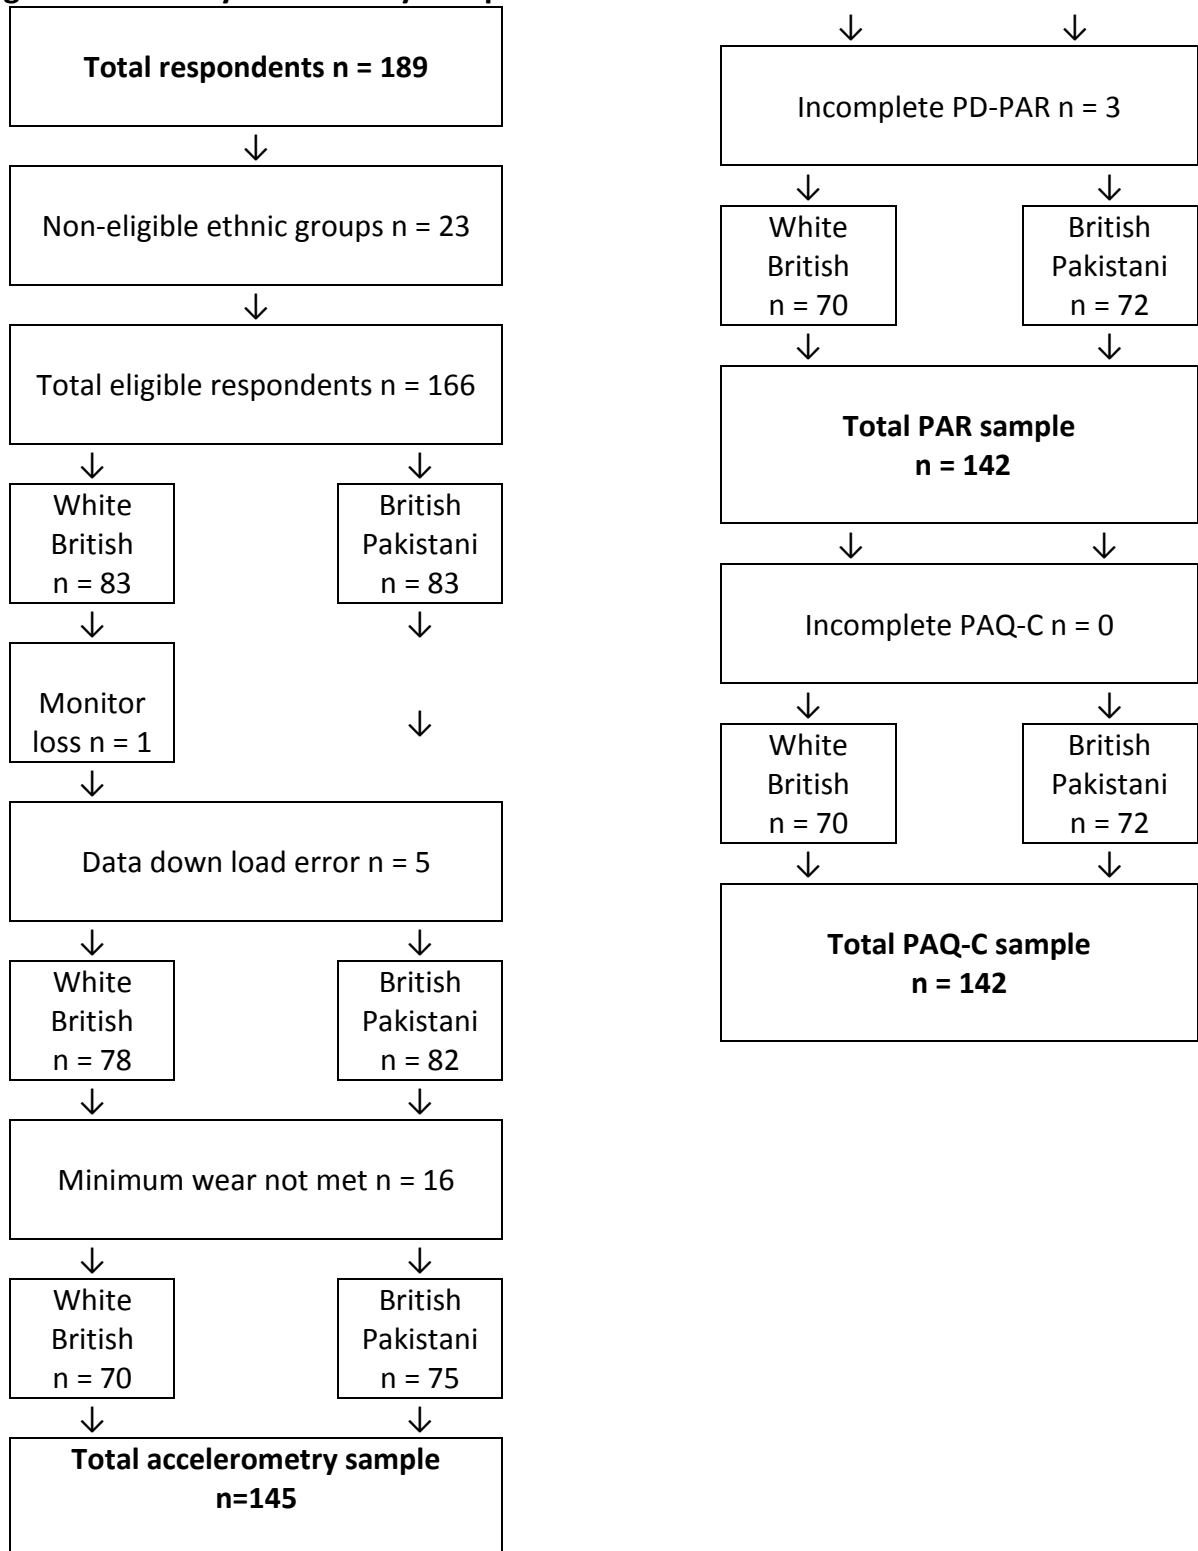 Total respondents n = 189
↓
Non-eligible ethnic groups n = 23
↓
Total eligible respondents n = 166
↓ ↓
White
British
n = 83
British
Pakistani
n = 83
↓ ↓
Monitor
loss n = 1
↓
↓
Data down load error n = 5
↓ ↓
White
British
n = 78
British
Pakistani
n = 82
↓ ↓
Minimum wear not met n = 16
↓ ↓
White
British
n = 70
British
Pakistani
n = 75
↓ ↓
Total accelerometry sample
n=145
↓ ↓
Incomplete PD-PAR n = 3
↓ ↓
White
British
n = 70
British
Pakistani
n = 72
↓ ↓
Total PAR sample
n = 142
↓ ↓
Incomplete PAQ-C n = 0
↓ ↓
White
British
n = 70
British
Pakistani
n = 72
↓ ↓
Total PAQ-C sample
n = 142